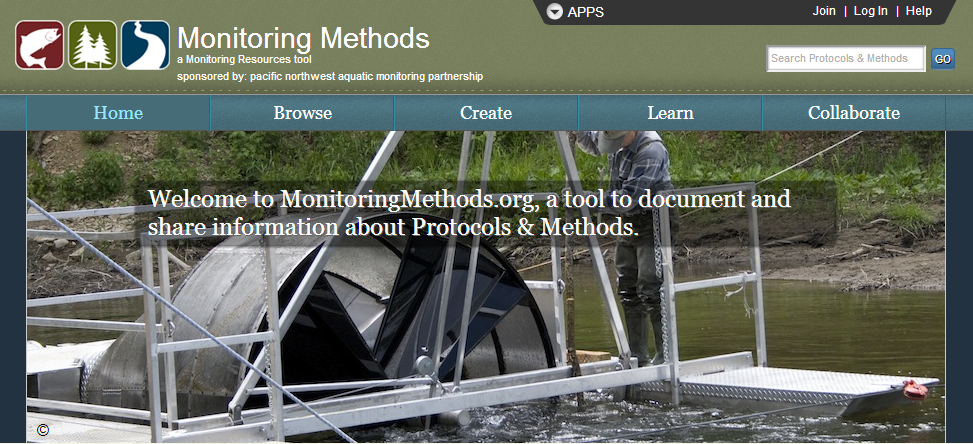 APPS
Join | Log In | Help
Monitoring Methods
a Monitoring Resources tool
sponsored by: pacific northwest aquatic monitoring partnership
Search Protocols & Methods GO
Home Browse Create Learn Collaborate
Welcome to MonitoringMethods.org, a tool to document and
share information about Protocols & Methods.
©